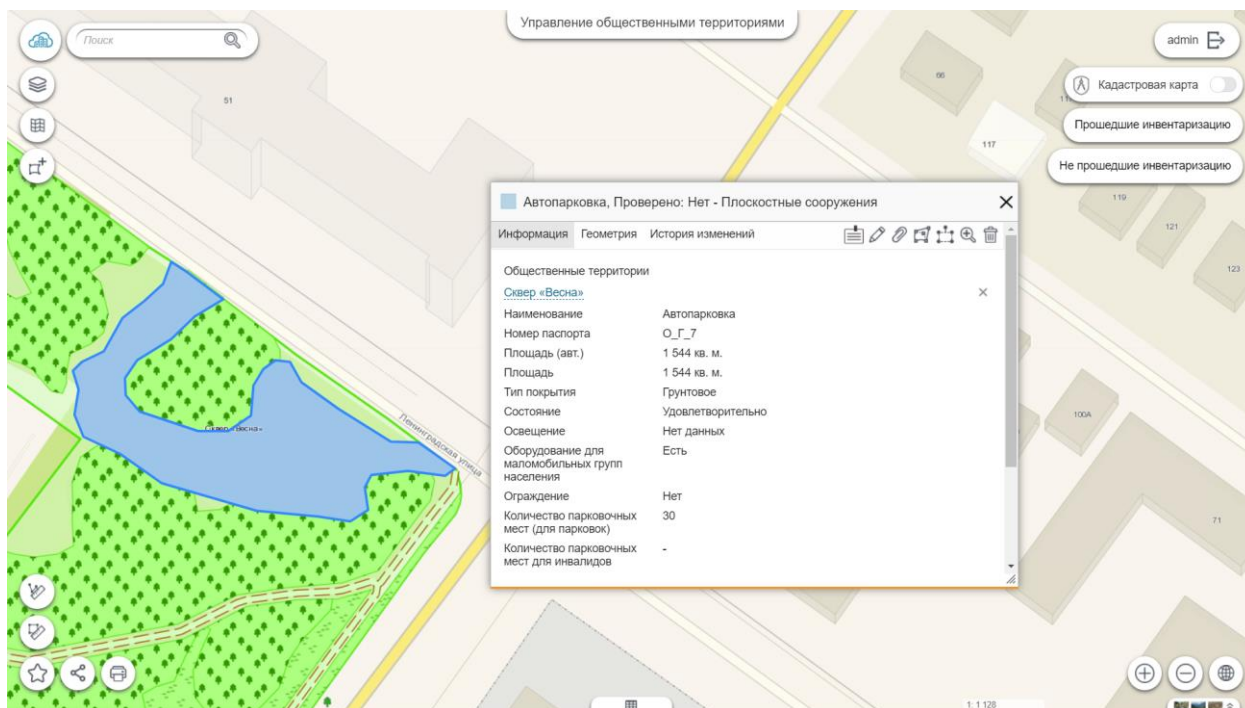 Управление общественными территориями
Поиск
admin
Кадастровая карта
Прошедшие инвентаризацию
Не прошедшие инвентаризацию
51
66
117
119
121
123
100А
71
Автопарковка, Проверено: Нет - Плоскостные сооружения
Информация Геометрия История изменений
Общественные территории
Сквер «Весна»
Наименование Автопарковка
Номер паспорта О_Г_7
Площадь (авт.) 1 544 кв. м.
Площадь 1 544 кв. м.
Тип покрытия Грунтовое
Состояние Удовлетворительно
Освещение Нет данных
Оборудование для Есть
маломобильных групп
населения
Ограждение Нет
Количество парковочных 30
мест (для парковок)
Количество парковочных -
мест для инвалидов
Сквер «Весна»
Ленинградская улица
1: 1 128